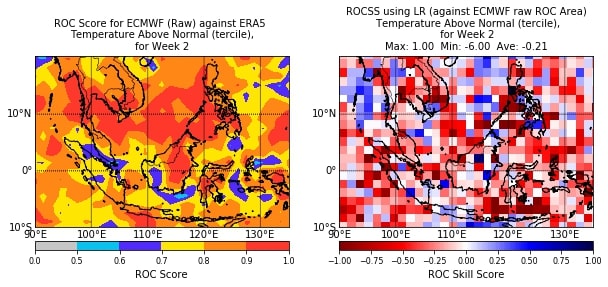 ROC Score for ECMWF (Raw) against ERA5
Temperature Above Normal (tercile),
for Week 2
10°N
0°
10°S
90°E 100°E 110°E 120°E 130°E
0.0 0.5 0.6 0.7 0.8 0.9 1.0
ROC Score
ROCSS using LR (against ECMWF raw ROC Area)
Temperature Above Normal (tercile),
for Week 2
Max: 1.00 Min: -6.00 Ave: -0.21
10°N
0°
10°S
90°E 100°E 110°E 120°E 130°E
−1.00 −0.75 −0.50 −0.25 0.00 0.25 0.50 0.75 1.00
ROC Skill Score